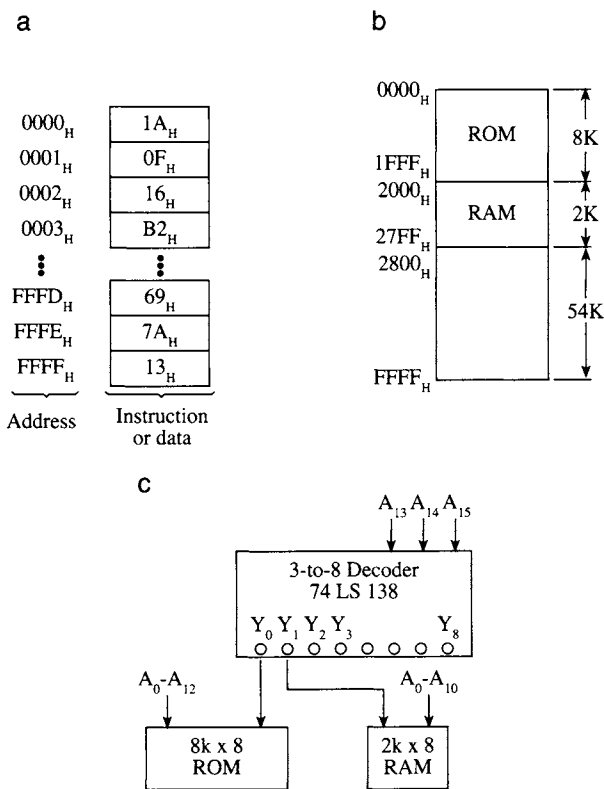 a
0000H 1AH
0001H 0FH
0002H 16H
0003H B2H
FFFDH 69H
FFFEH 7AH
FFFFH 13H
Address Instruction
or data
b
0000H
ROM 8K
1FFFH
2000H
RAM 2K
27FFH
2800H
54K
FFFFH
c
A13 A14 A15
3-to-8 Decoder
74 LS 138
Y0 Y1 Y2 Y3 Y8
A0-A12 A0-A10
8k x 8
ROM
2k x 8
RAM